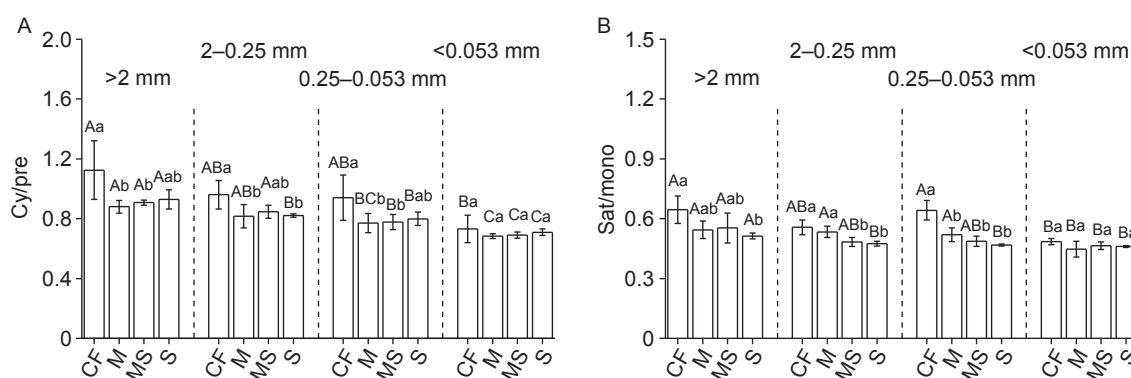 A
2.0
1.6
1.2
0.8
0.4
0
Cy/pre
>2 mm
2–0.25 mm
0.25–0.053 mm
<0.053 mm
Aa
Ab
Ab
Aab
ABa
ABb
Aab
Bb
ABa
BCb
Bb
Bab
Ba
Ca
Ca
Ca
CF
M
MS
S
CF
M
MS
S
CF
M
MS
S
CF
M
MS
S
B
1.5
1.2
0.9
0.6
0.3
0
Sat/mono
>2 mm
2–0.25 mm
0.25–0.053 mm
<0.053 mm
Aa
Aab
Aab
Ab
ABa
Aa
ABb
Bb
Aa
Ab
ABb
Bb
Ba
Ba
Ba
CF
M
MS
S
CF
M
MS
S
CF
M
MS
S
CF
M
MS
S